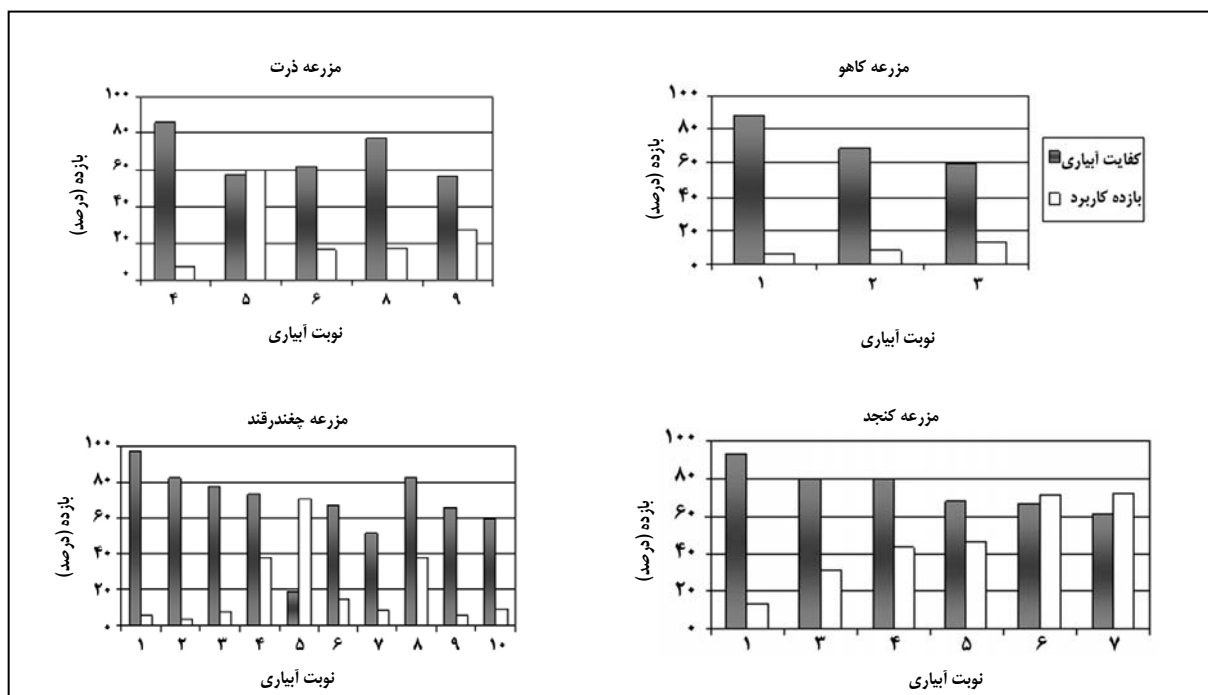 مزرعه ذرت
بازده (درصد)
۱۰۰
۸۰
۶۰
۴۰
۲۰
۰
۴ ۵ ۶ ۸ ۹
نوبت آبیاری
مزرعه کاهو
بازده (درصد)
۱۰۰
۸۰
۶۰
۴۰
۲۰
۰
۱ ۲ ۳
نوبت آبیاری
کفایت آبیاری
بازده کاربرد
مزرعه چغندرقند
بازده (درصد)
۱۰۰
۸۰
۶۰
۴۰
۲۰
۰
۱ ۲ ۳ ۴ ۵ ۶ ۷ ۸ ۹ ۱۰
نوبت آبیاری
مزرعه کنجد
بازده (درصد)
۱۰۰
۸۰
۶۰
۴۰
۲۰
۰
۱ ۳ ۴ ۵ ۶ ۷
نوبت آبیاری